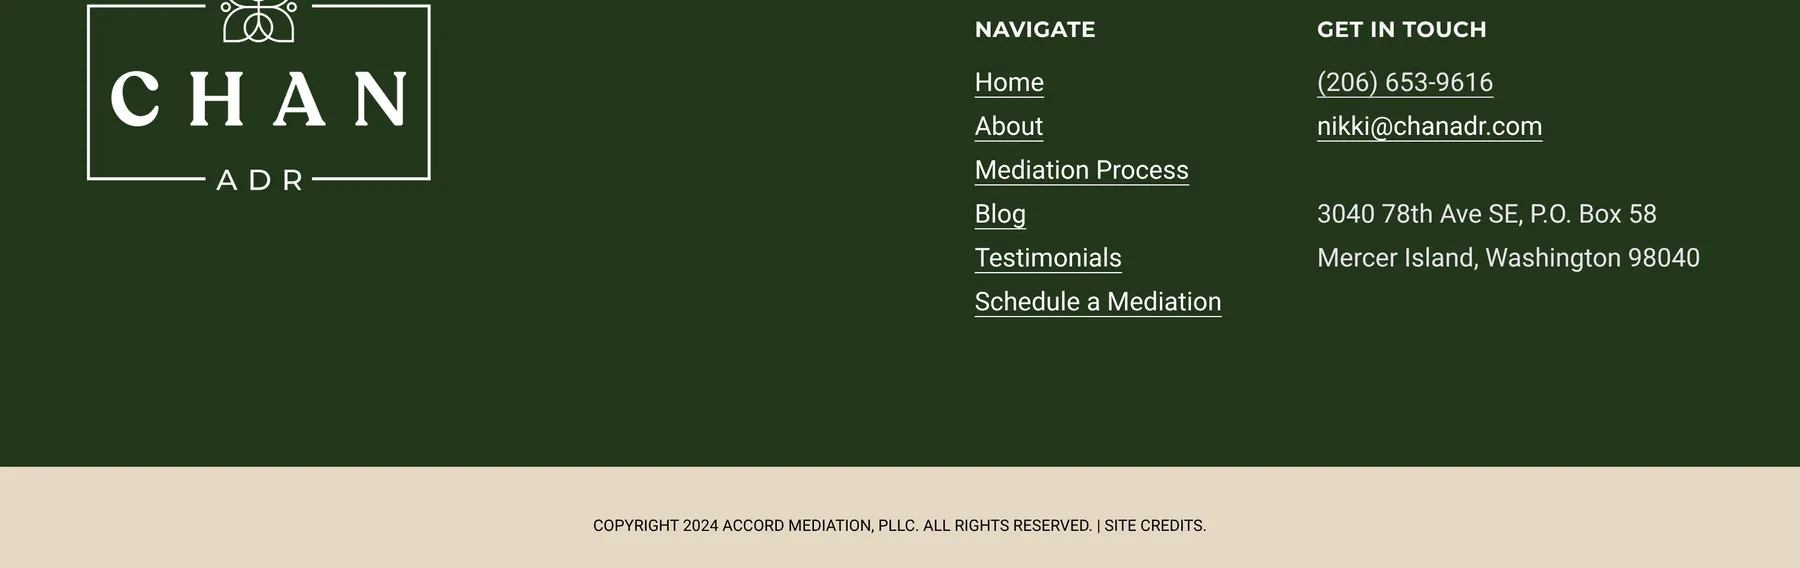 CHAN
ADR
NAVIGATE
Home
About
Mediation Process
Blog
Testimonials
Schedule a Mediation
GET IN TOUCH
(206) 653-9616
nikki@chanadr.com
3040 78th Ave SE, P.O. Box 58
Mercer Island, Washington 98040
COPYRIGHT 2024 ACCORD MEDIATION, PLLC. ALL RIGHTS RESERVED. | SITE CREDITS.